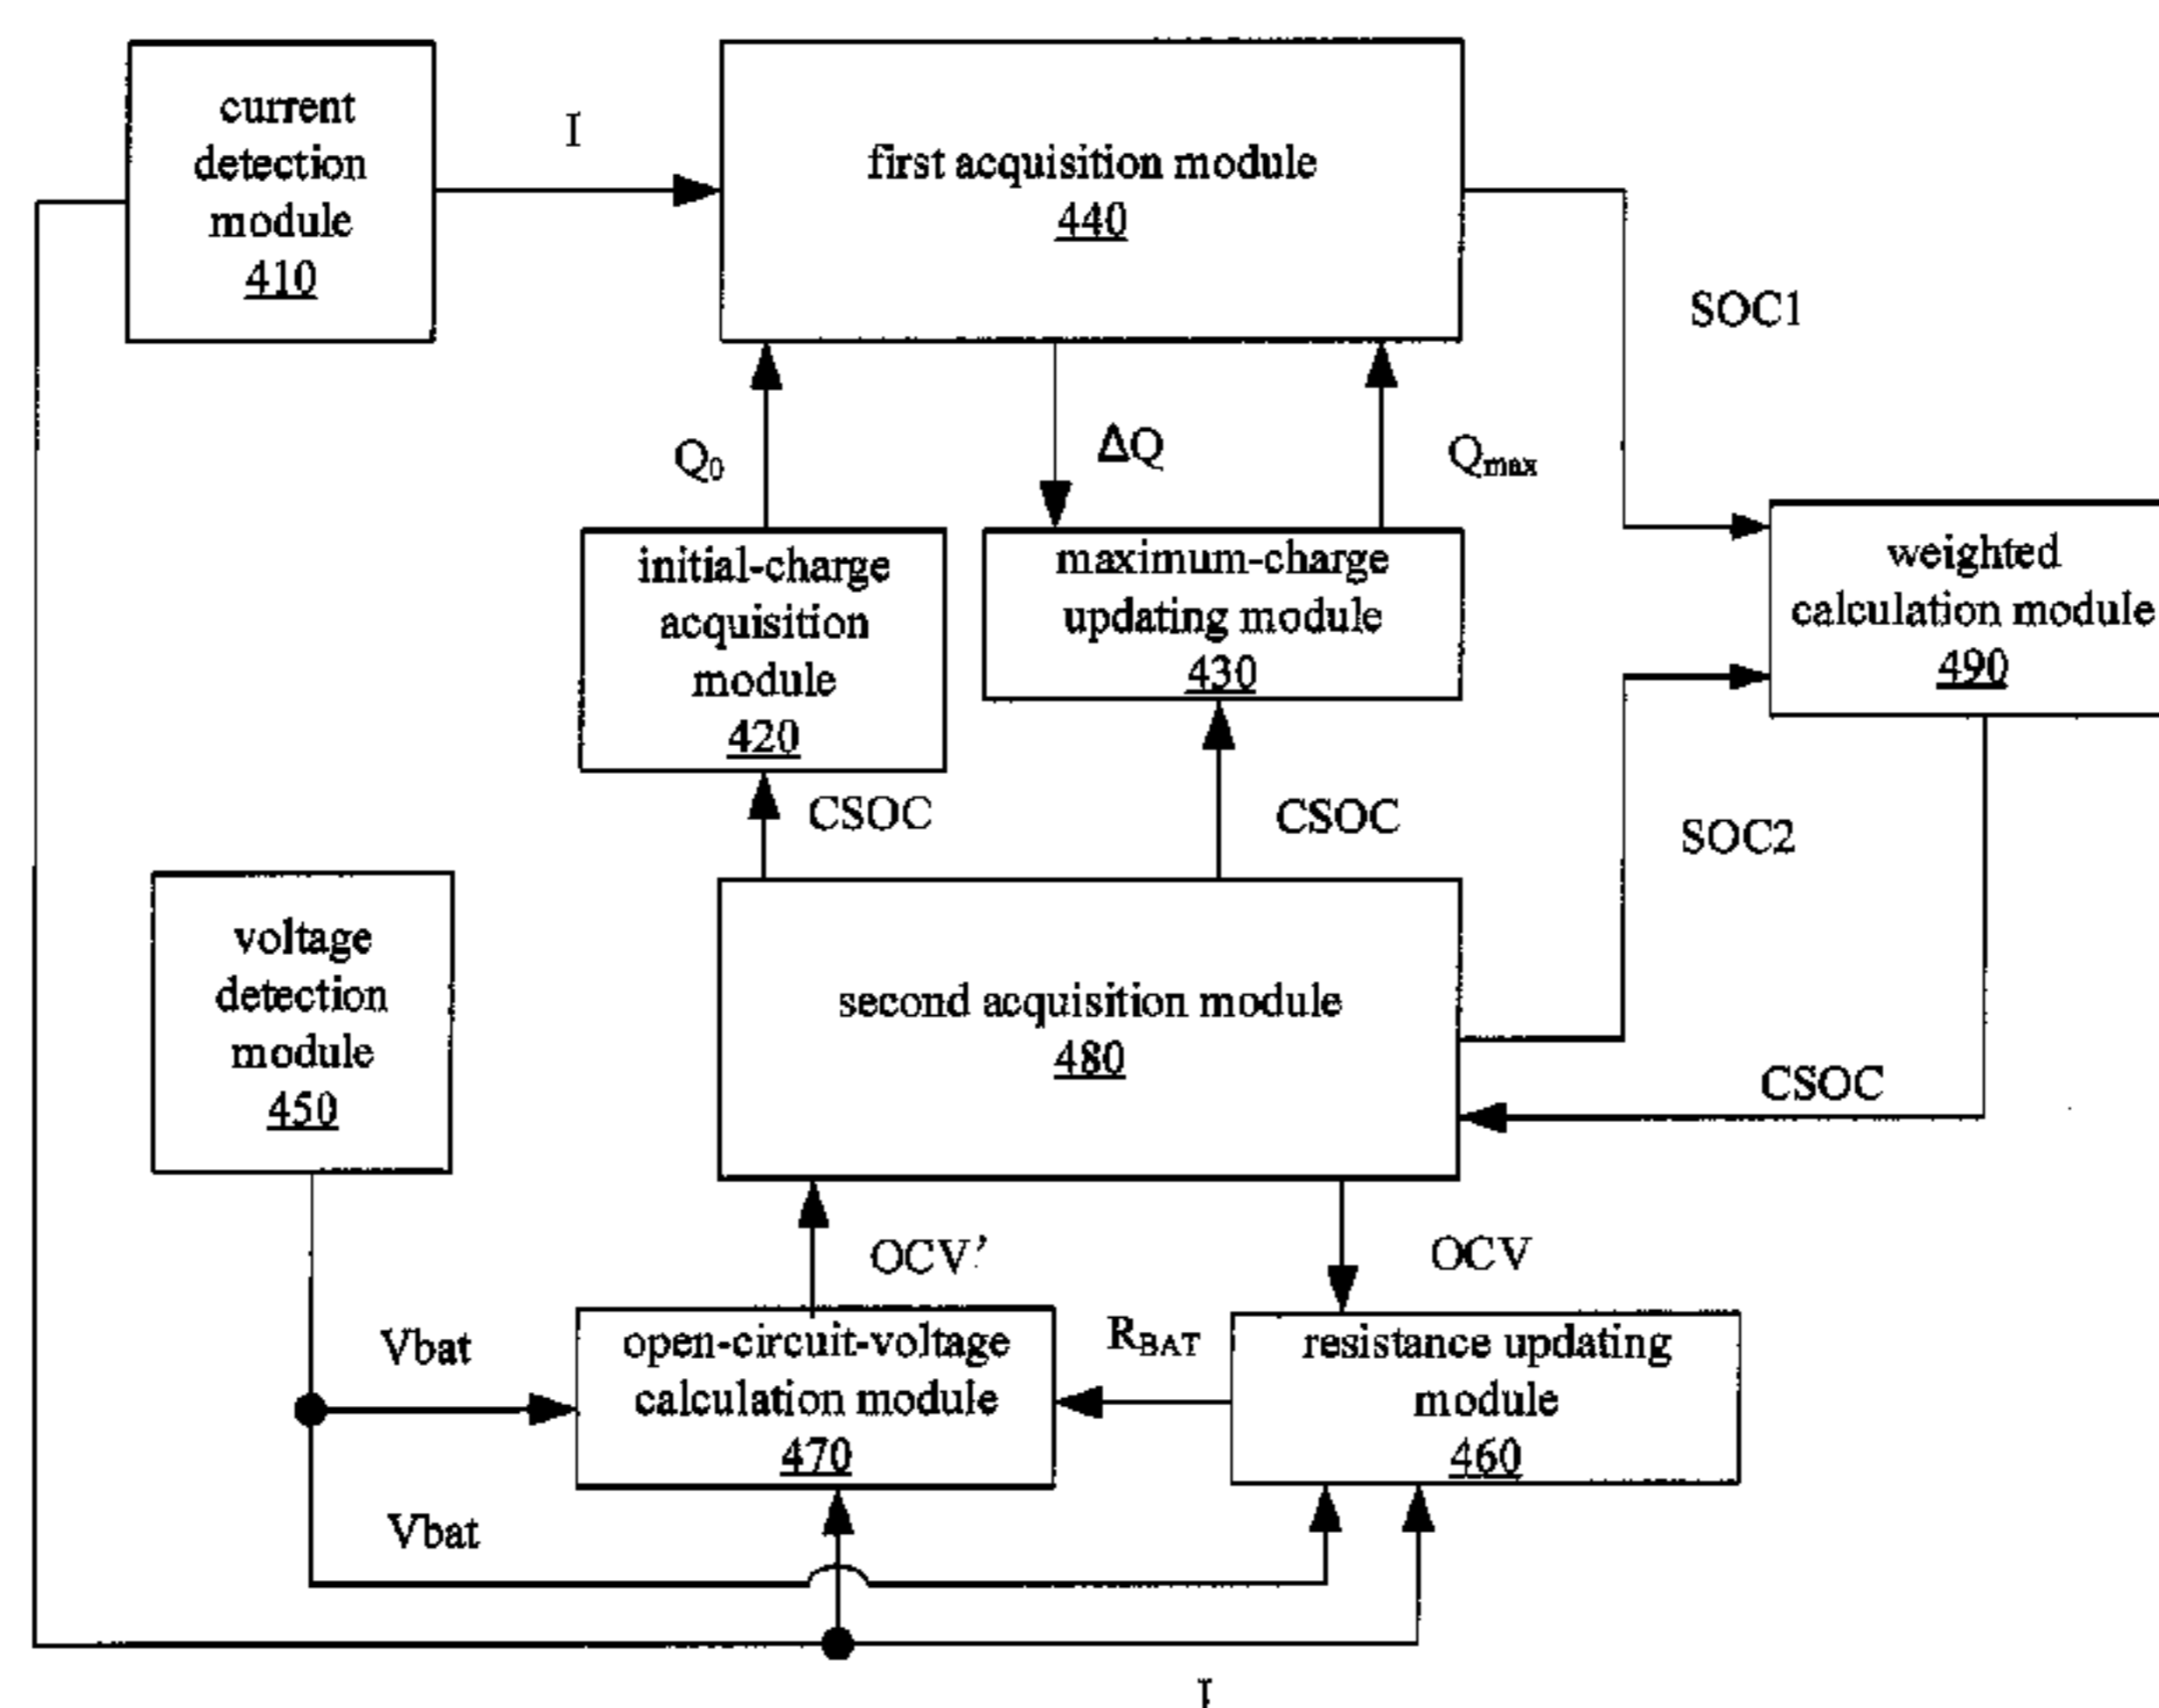 current
detection
module
410
I
first acquisition module
440
SOC1
Q0
ΔQ
Qmax
initial-charge
acquisition
module
420
maximum-charge
updating module
430
weighted
calculation module
490
CSOC
CSOC
SOC2
voltage
detection
module
450
second acquisition module
480
CSOC
OCV'
OCV
Vbat
open-circuit-voltage
calculation module
470
RBAT
resistance updating
module
460
Vbat
I